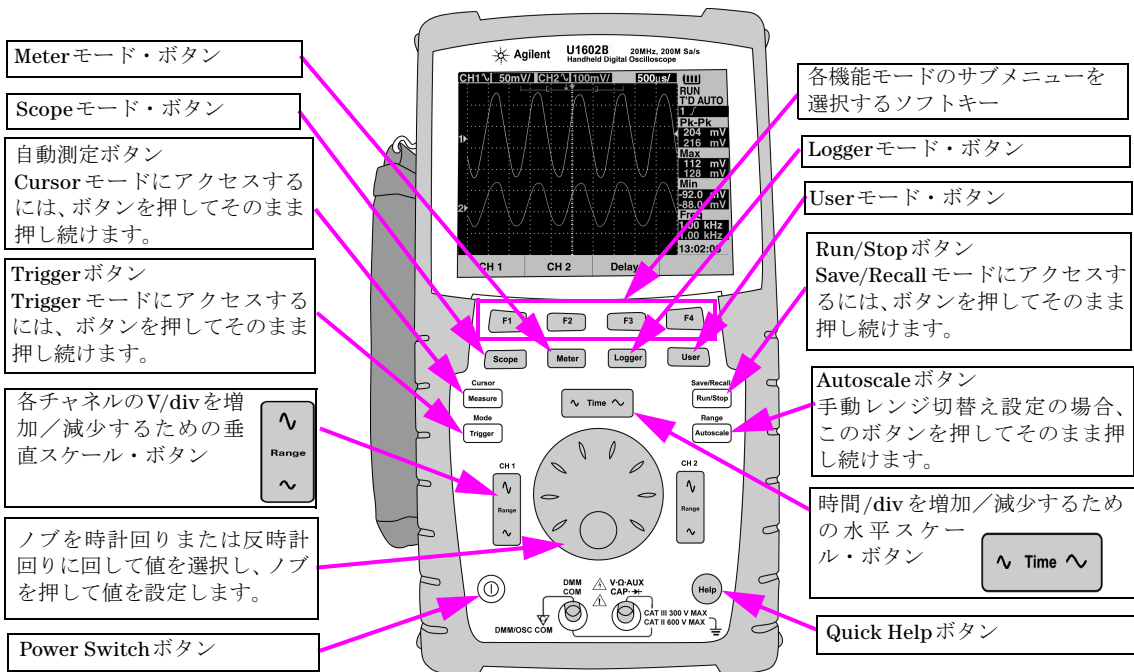 Meterモード・ボタン
Scopeモード・ボタン
自動測定ボタン
Cursorモードにアクセスする
には、ボタンを押してそのまま
押し続けます。
Triggerボタン
Triggerモードにアクセスする
には、ボタンを押してそのまま
押し続けます。
各チャネルのV/divを増
加／減少するための垂
直スケール・ボタン
Range
ノブを時計回りまたは反時計
回りに回して値を選択し、ノブ
を押して値を設定します。
Power Switchボタン
Agilent
U1602B 20MHz, 200M Sa/s
Handheld Digital Oscilloscope
CH1 50mV/ CH2 100mV/ 500µs/
RUN
T'D AUTO
1
Pk-Pk
204 mV
216 mV
Max
112 mV
128 mV
Min
-92.0 mV
-88.0 mV
Freq
1.00 kHz
1.00 kHz
13:02:05
1
2
CH 1 CH 2 Delay
F1 F2 F3 F4
Scope Meter Logger User
Cursor
Measure
Mode
Trigger
Time
Save/Recall
Run/Stop
Range
Autoscale
CH 1
Range
CH 2
Range
DMM
COM
V·Ω·AUX
CAP·
Help
DMM/OSC COM
CAT III 300 V MAX
CAT II 600 V MAX
各機能モードのサブメニューを
選択するソフトキー
Loggerモード・ボタン
Userモード・ボタン
Run/Stopボタン
Save/Recallモードにアクセスす
るには、ボタンを押してそのまま
押し続けます。
Autoscaleボタン
手動レンジ切替え設定の場合、
このボタンを押してそのまま押
し続けます。
時間/divを増加／減少するため
の水平スケー
ル・ボタン
Time
Quick Helpボタン